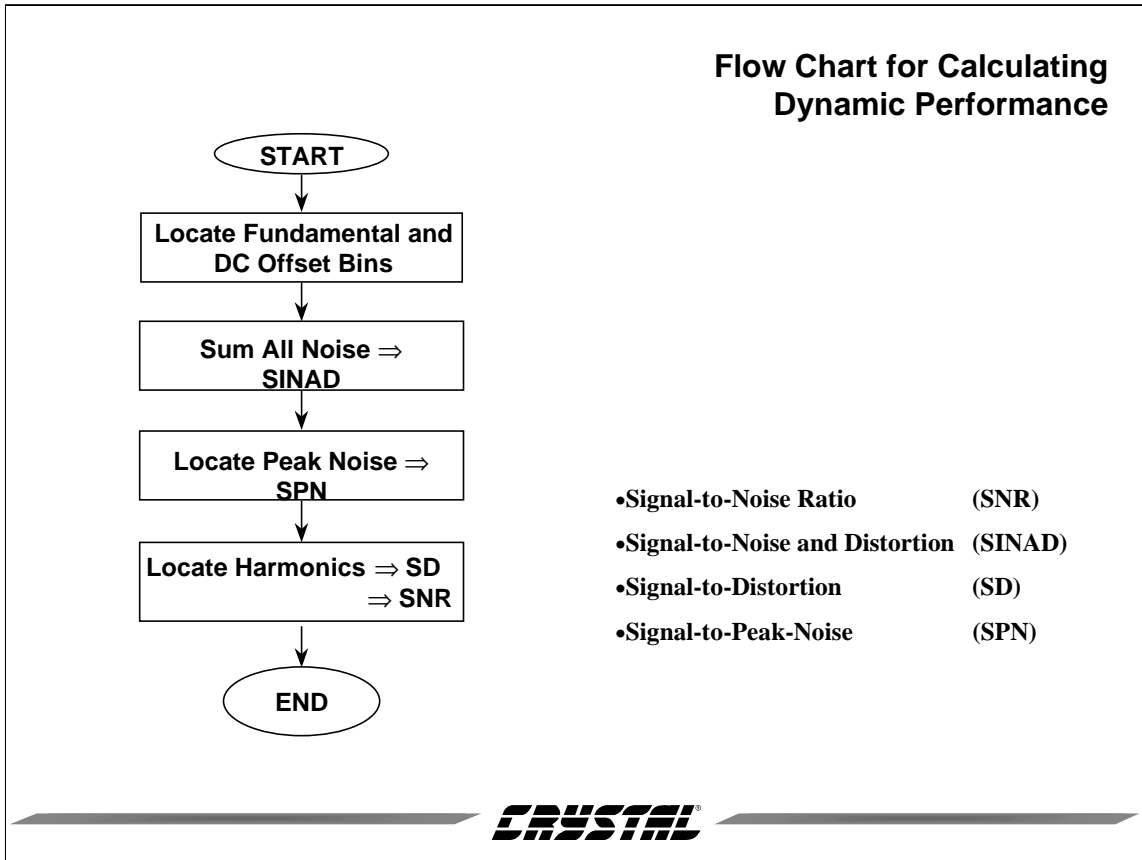 Flow Chart for Calculating
Dynamic Performance
START
Locate Fundamental and
DC Offset Bins
Sum All Noise ⇒
SINAD
Locate Peak Noise ⇒
SPN
Locate Harmonics ⇒ SD
⇒ SNR
END
•Signal-to-Noise Ratio (SNR)
•Signal-to-Noise and Distortion (SINAD)
•Signal-to-Distortion (SD)
•Signal-to-Peak-Noise (SPN)
CRYSTAL®